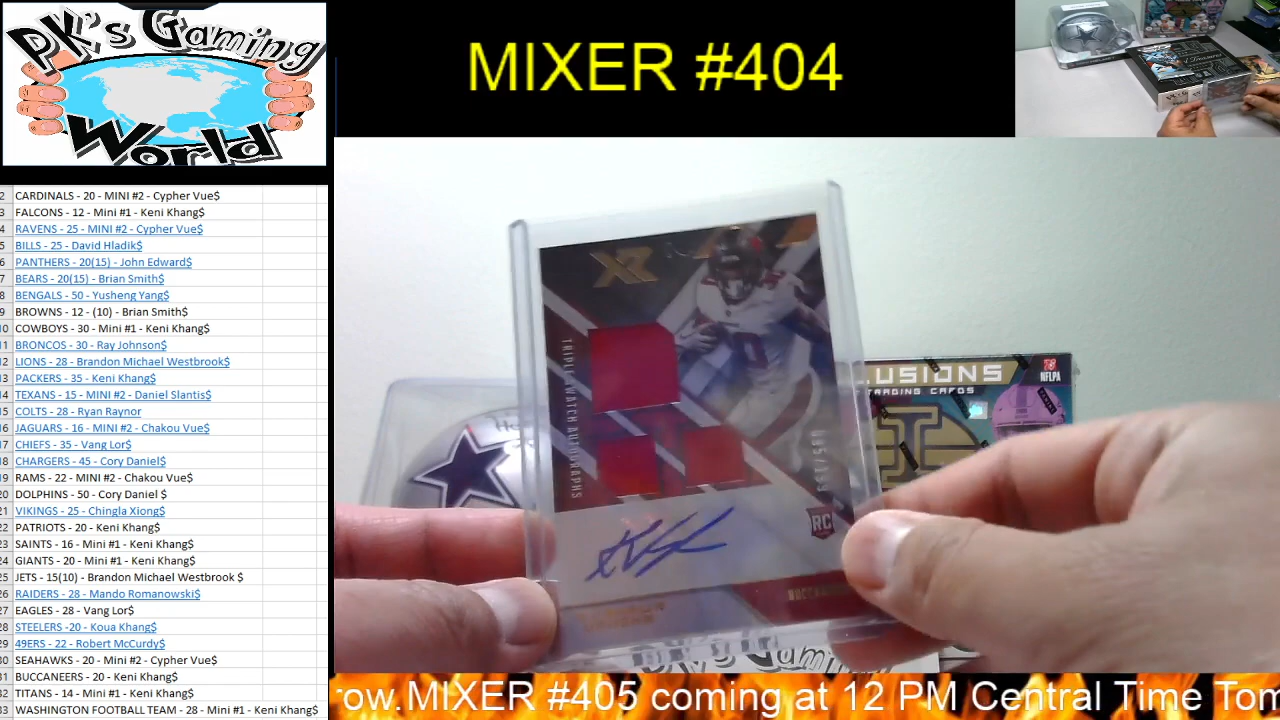 PK's Gaming
World
MIXER #404
2 CARDINALS - 20 - MINI #2 - Cypher Vue$
3 FALCONS - 12 - Mini #1 - Keni Khang$
4 RAVENS - 25 - MINI #2 - Cypher Vue$
5 BILLS - 25 - David Hladik$
6 PANTHERS - 20(15) - John Edward$
7 BEARS - 20(15) - Brian Smith$
8 BENGALS - 50 - Yusheng Yang$
9 BROWNS - 12 - (10) - Brian Smith$
10 COWBOYS - 30 - Mini #1 - Keni Khang$
11 BRONCOS - 30 - Ray Johnson$
12 LIONS - 28 - Brandon Michael Westbrook$
13 PACKERS - 35 - Keni Khang$
14 TEXANS - 15 - MINI #2 - Daniel Slantis$
15 COLTS - 28 - Ryan Raynor
16 JAGUARS - 16 - MINI #2 - Chakou Vue$
17 CHIEFS - 35 - Vang Lor$
18 CHARGERS - 45 - Cory Daniel$
19 RAMS - 22 - MINI #2 - Chakou Vue$
20 DOLPHINS - 50 - Cory Daniel $
21 VIKINGS - 25 - Chingla Xiong$
22 PATRIOTS - 20 - Keni Khang$
23 SAINTS - 16 - Mini #1 - Keni Khang$
24 GIANTS - 20 - Mini #1 - Keni Khang$
25 JETS - 15(10) - Brandon Michael Westbrook $
26 RAIDERS - 28 - Mando Romanowski$
27 EAGLES - 28 - Vang Lor$
28 STEELERS -20 - Koua Khang$
29 49ERS - 22 - Robert McCurdy$
30 SEAHAWKS - 20 - Mini #2 - Cypher Vue$
31 BUCCANEERS - 20 - Keni Khang$
32 TITANS - 14 - Mini #1 - Keni Khang$
33 WASHINGTON FOOTBALL TEAM - 28 - Mini #1 - Keni Khang$
XR
TRIPLE SWATCH AUTOGRAPHS
RC
LUSIONS
TRADING CARDS
NFLPA
PK's Gaming
row.MIXER #405 coming at 12 PM Central Time Tom